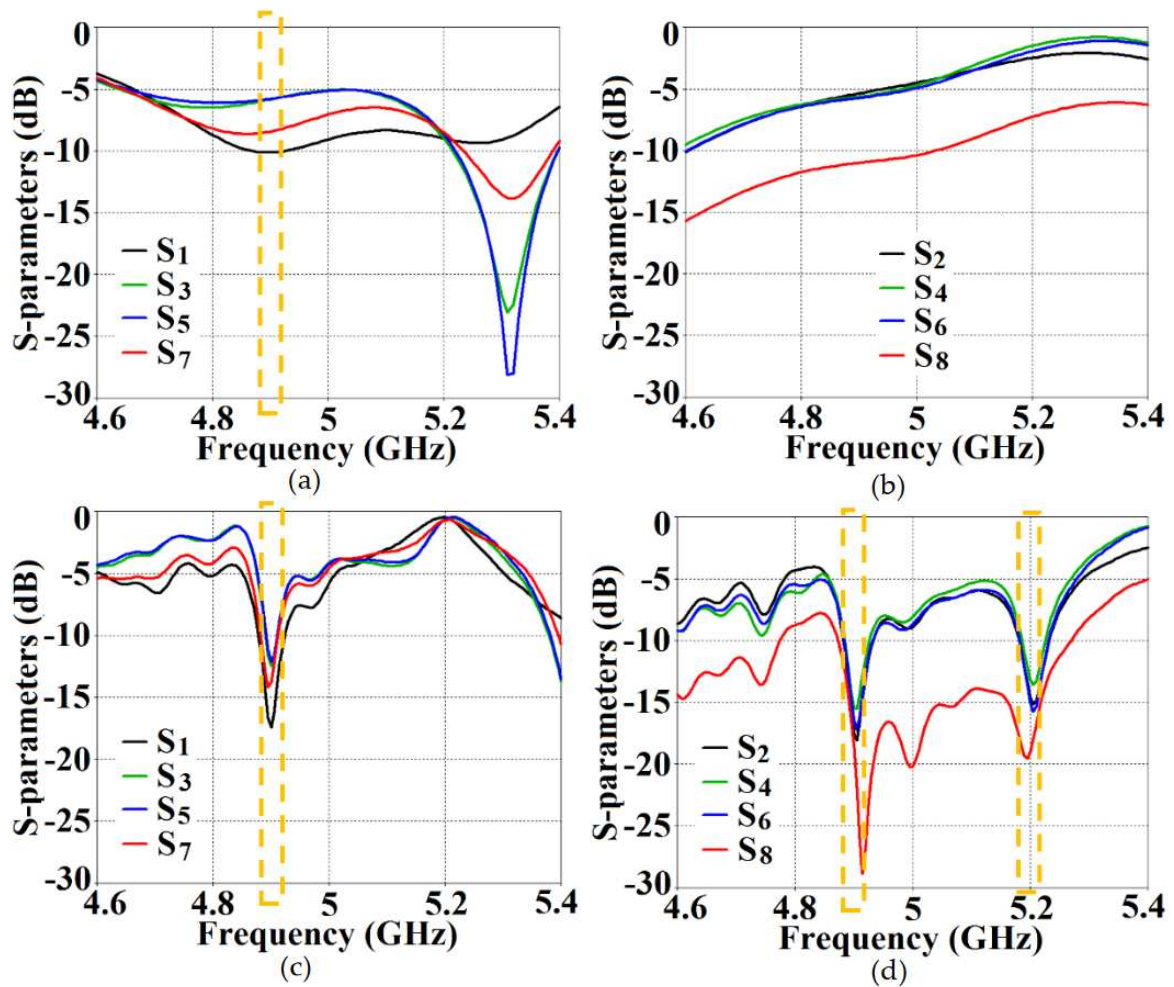 0
-5
-10
-15
-20
-25
-30
S-parameters (dB)
S1
S3
S5
S7
4.6 4.8 5 5.2 5.4
Frequency (GHz)
(a)
0
-5
-10
-15
-20
-25
-30
S-parameters (dB)
S2
S4
S6
S8
4.6 4.8 5 5.2 5.4
Frequency (GHz)
(b)
0
-5
-10
-15
-20
-25
-30
S-parameters (dB)
S1
S3
S5
S7
4.6 4.8 5 5.2 5.4
Frequency (GHz)
(c)
0
-5
-10
-15
-20
-25
-30
S-parameters (dB)
S2
S4
S6
S8
4.6 4.8 5 5.2 5.4
Frequency (GHz)
(d)